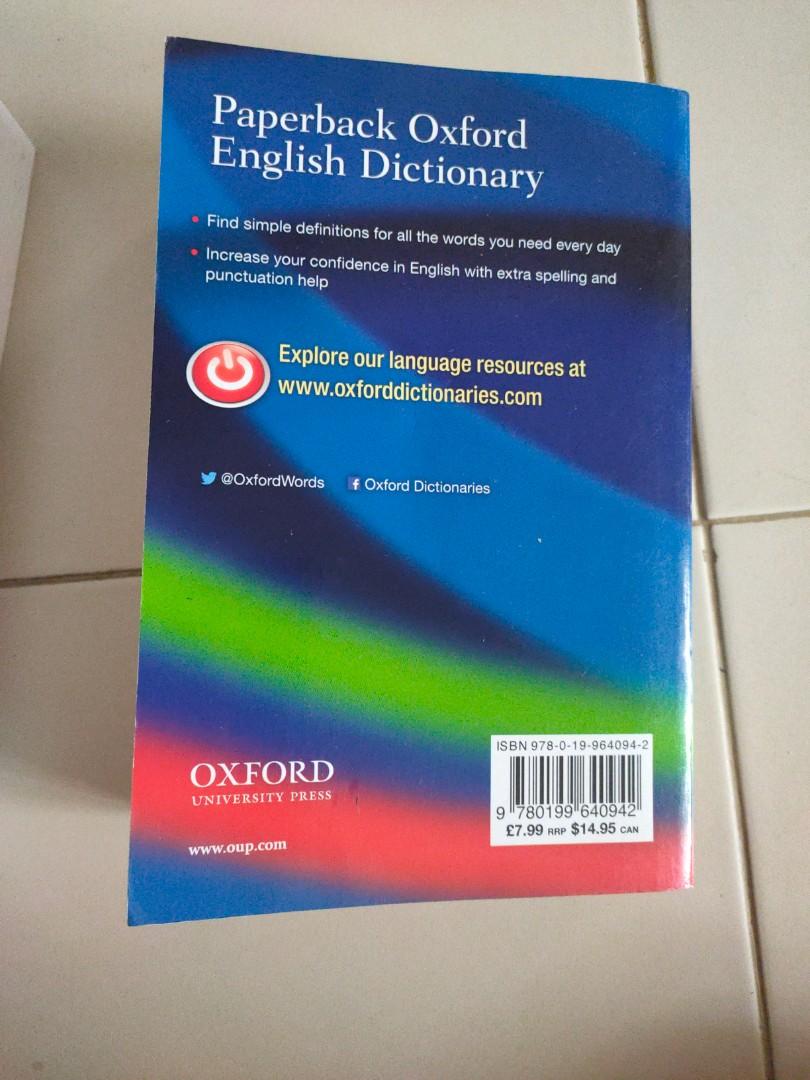 Paperback Oxford
English Dictionary
• Find simple definitions for all the words you need every day
• Increase your confidence in English with extra spelling and
punctuation help
Explore our language resources at
www.oxforddictionaries.com
@OxfordWords
Oxford Dictionaries
OXFORD
UNIVERSITY PRESS
www.oup.com
ISBN 978-0-19-964094-2
9 780199 640942
£7.99 RRP $14.95 CAN